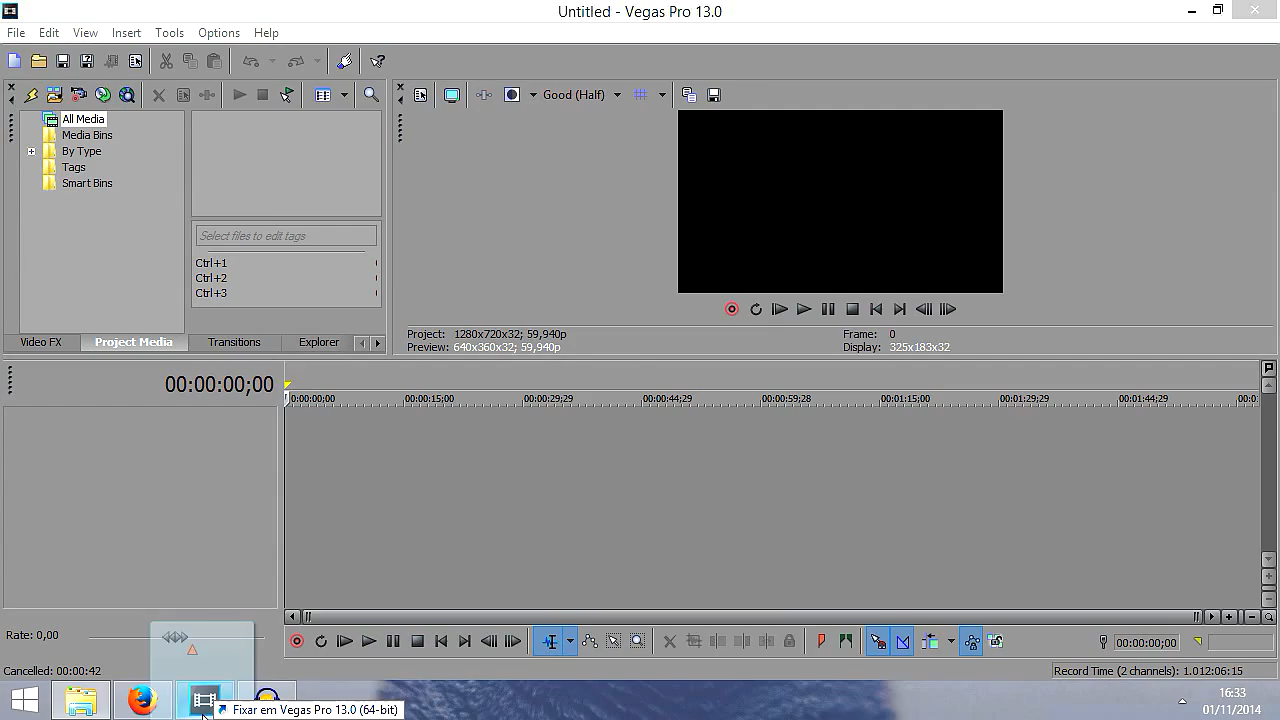 Untitled - Vegas Pro 13.0
File Edit View Insert Tools Options Help
Good (Half)
All Media
Media Bins
By Type
Tags
Smart Bins
Select files to edit tags
Ctrl+1
Ctrl+2
Ctrl+3
Video FX Project Media Transitions Explorer
Project: 1280x720x32; 59,940p
Preview: 640x360x32; 59,940p
Frame: 0
Display: 325x183x32
00:00:00;00
0:00:00;00 00:00:15;00 00:00:29;29 00:00:44;29 00:00:59;28 00:01:15;00 00:01:29;29 00:01:44;29 00:0
Rate: 0,00
00:00:00;00
Cancelled: 00:00:42
Record Time (2 channels): 1.012:06:15
Fixar em Vegas Pro 13.0 (64-bit)
16:33
01/11/2014